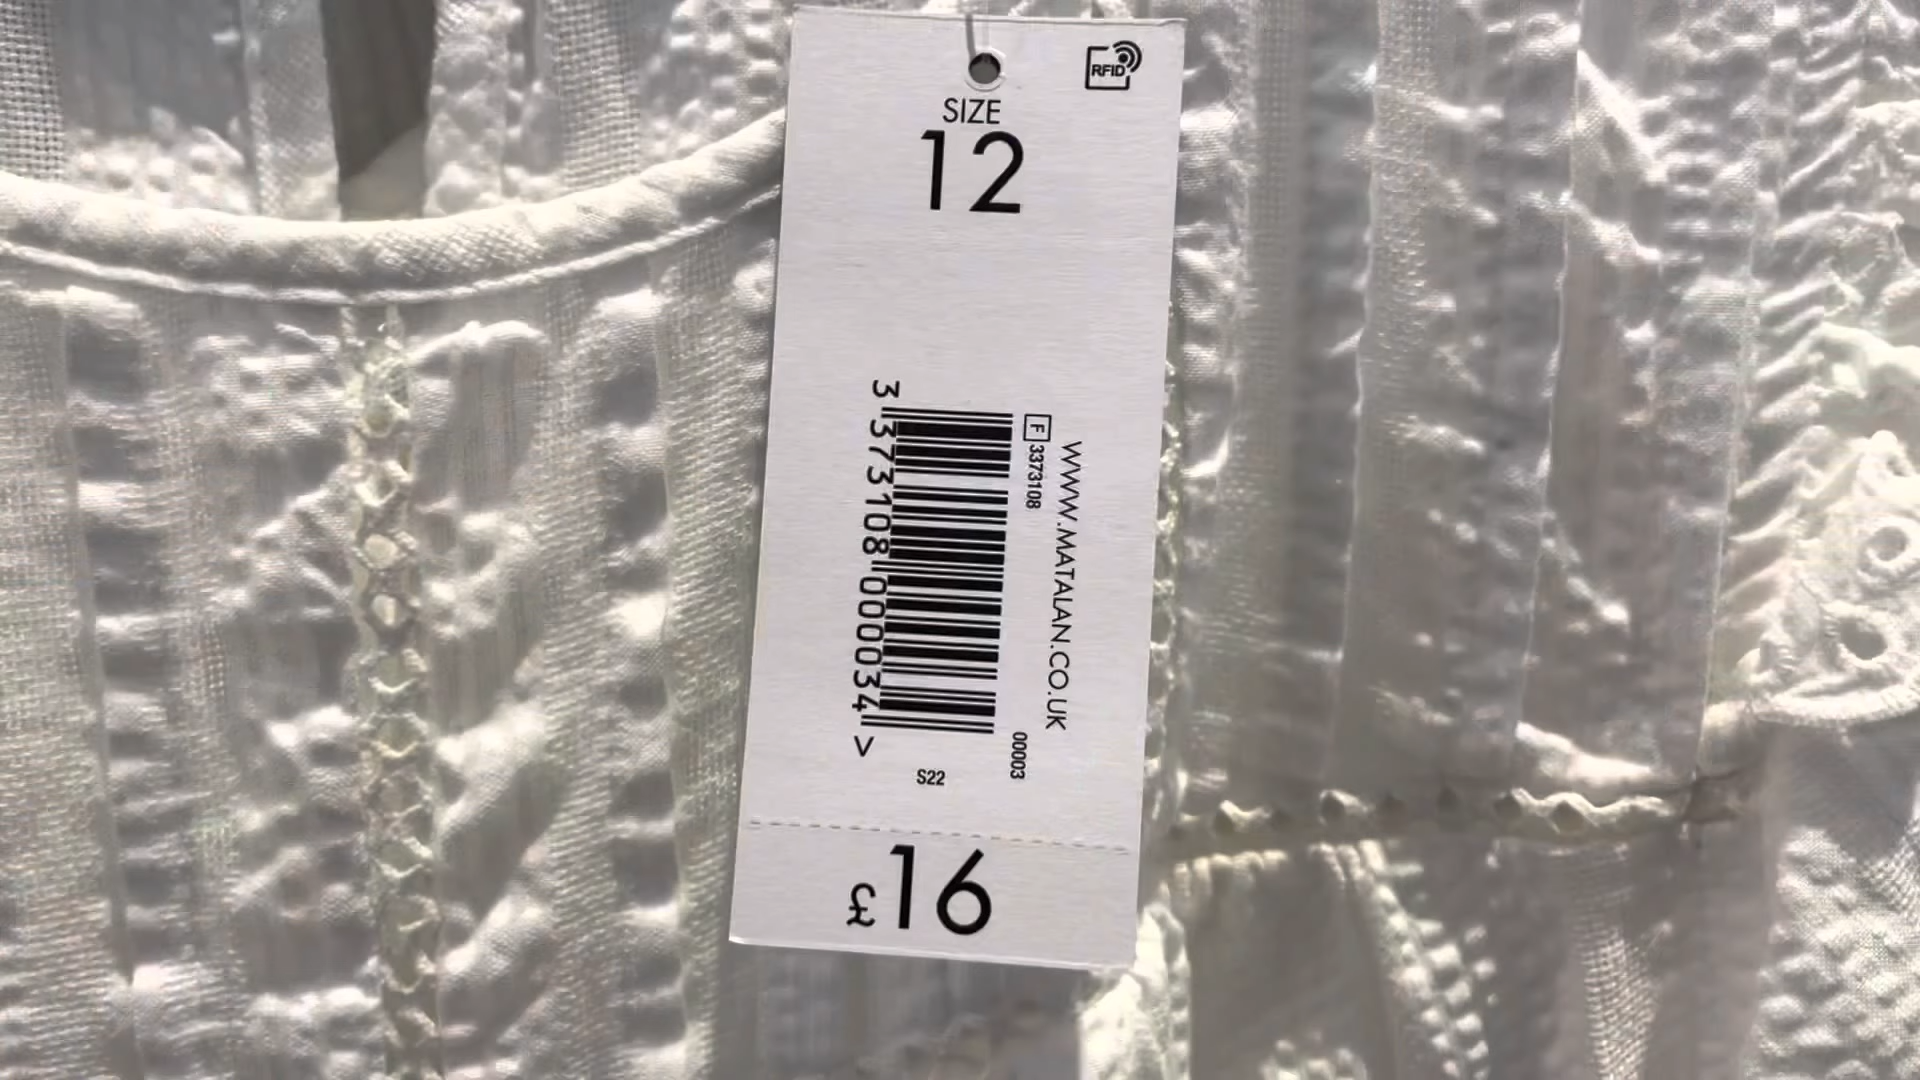 RFID
SIZE
12
WWW.MATALAN.CO.UK
F 3373108
00003
3 373108 000034 >
S22
£16